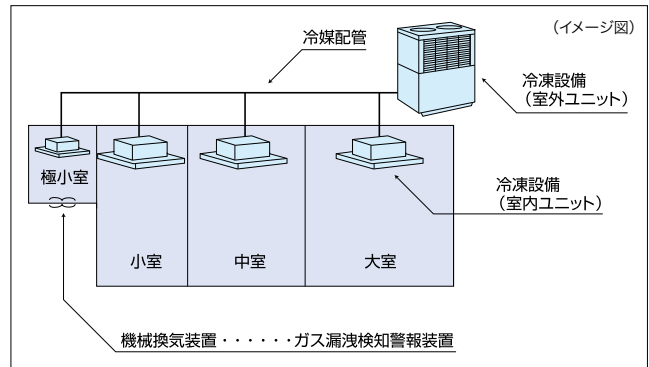 (イメージ図)
冷媒配管
冷凍設備
(室外ユニット)
極小室
冷凍設備
(室内ユニット)
小室
中室
大室
機械換気装置・・・・・・ガス漏洩検知警報装置